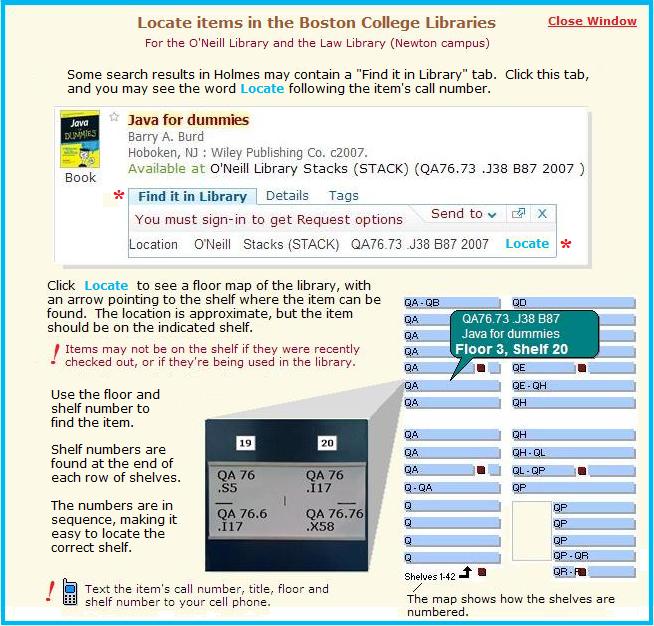 Locate items in the Boston College Libraries
Close Window
For the O'Neill Library and the Law Library (Newton campus)
Some search results in Holmes may contain a "Find it in Library" tab. Click this tab,
and you may see the word Locate following the item's call number.
Java
DUMMIES
Book
Java for dummies
Barry A. Burd
Hoboken, NJ : Wiley Publishing Co. c2007.
Available at O'Neill Library Stacks (STACK) (QA76.73 .J38 B87 2007 )
* Find it in Library Details Tags
You must sign-in to get Request options
Send to
X
Location O'Neill Stacks (STACK) QA76.73 .J38 B87 2007 Locate *
Click Locate to see a floor map of the library, with
an arrow pointing to the shelf where the item can be
found. The location is approximate, but the item
should be on the indicated shelf.
! Items may not be on the shelf if they were recently
checked out, or if they're being used in the library.
Use the floor and
shelf number to
find the item.
Shelf numbers are
found at the end of
each row of shelves.
The numbers are in
sequence, making it
easy to locate the
correct shelf.
! Text the item's call number, title, floor and
shelf number to your cell phone.
19 20
QA 76 QA 76
.S5 .I17
QA 76.6 QA 76.76
.I17 .X58
QA - QB QD
QA
QA
QA
QA76.73 .J38 B87
Java for dummies
Floor 3, Shelf 20
QA QE
QA QE - QH
QA QH
QA QH
QA QH - QL
QA QL - QP
Q - QA QP
Q QP
Q QP
Q QP
Q QP - QR
Shelves 1-42
The map shows how the shelves are
numbered.